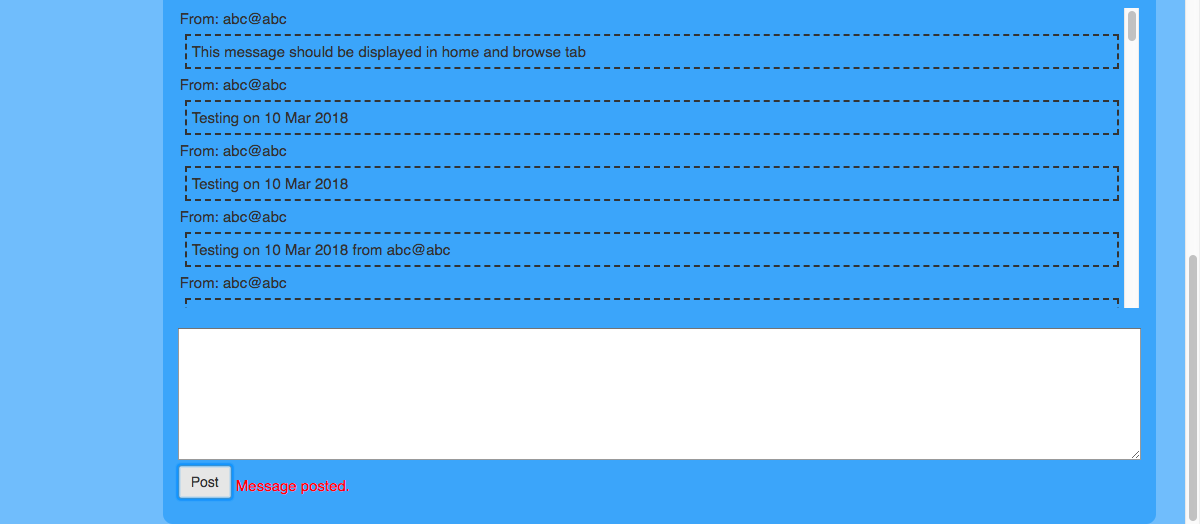 From: abc@abc
This message should be displayed in home and browse tab
From: abc@abc
Testing on 10 Mar 2018
From: abc@abc
Testing on 10 Mar 2018
From: abc@abc
Testing on 10 Mar 2018 from abc@abc
From: abc@abc
Post
Message posted.